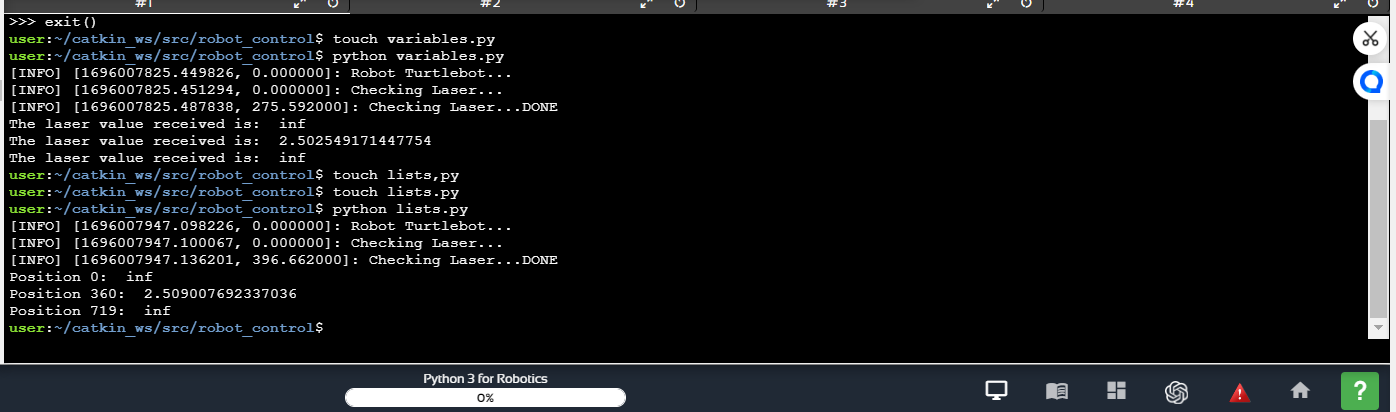 #1 #2 #3 #4
>>> exit()
user:~/catkin_ws/src/robot_control$ touch variables.py
user:~/catkin_ws/src/robot_control$ python variables.py
[INFO] [1696007825.449826, 0.000000]: Robot Turtlebot...
[INFO] [1696007825.451294, 0.000000]: Checking Laser...
[INFO] [1696007825.487838, 275.592000]: Checking Laser...DONE
The laser value received is:  inf
The laser value received is:  2.502549171447754
The laser value received is:  inf
user:~/catkin_ws/src/robot_control$ touch lists,py
user:~/catkin_ws/src/robot_control$ touch lists.py
user:~/catkin_ws/src/robot_control$ python lists.py
[INFO] [1696007947.098226, 0.000000]: Robot Turtlebot...
[INFO] [1696007947.100067, 0.000000]: Checking Laser...
[INFO] [1696007947.136201, 396.662000]: Checking Laser...DONE
Position 0:  inf
Position 360:  2.509007692337036
Position 719:  inf
user:~/catkin_ws/src/robot_control$
Python 3 for Robotics
0%
?